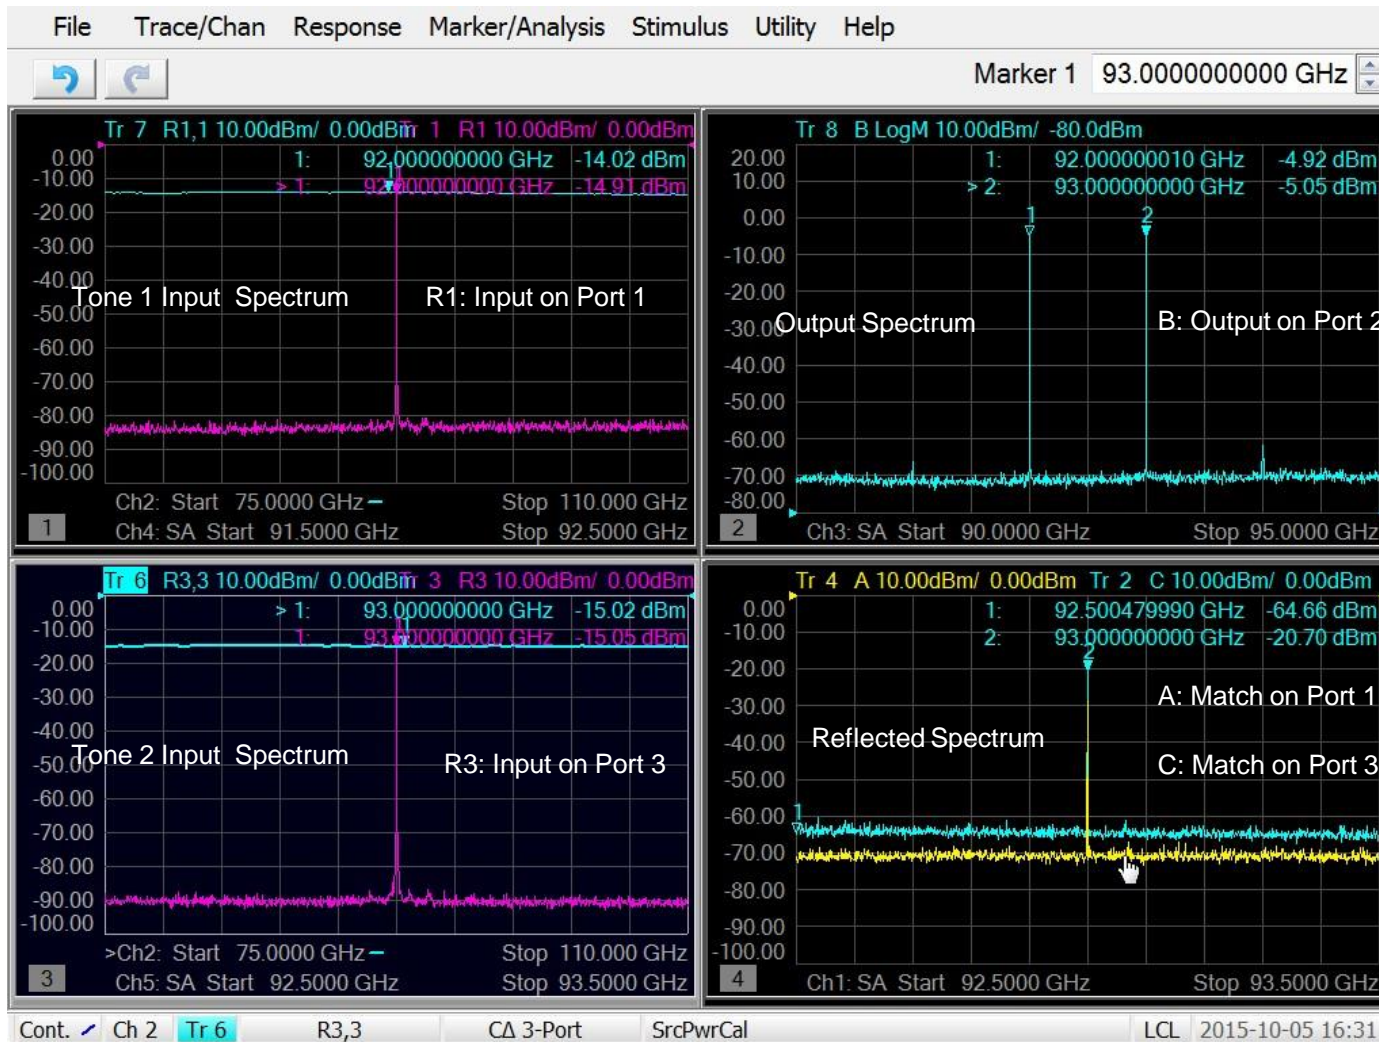 File Trace/Chan Response Marker/Analysis Stimulus Utility Help
Marker 1 93.0000000000 GHz
Tr 7 R1,1 10.00dBm/ 0.00dBm Tr 1 R1 10.00dBm/ 0.00dBm
1: 92.000000000 GHz -14.02 dBm
> 1: 92.000000000 GHz -14.91 dBm
1
0.00
-10.00
-20.00
-30.00
-40.00
-50.00
-60.00
-70.00
-80.00
-90.00
-100.00
Tone 1 Input Spectrum R1: Input on Port 1
Ch2: Start 75.0000 GHz Stop 110.000 GHz
1 Ch4: SA Start 91.5000 GHz Stop 92.5000 GHz
Tr 8 B LogM 10.00dBm/ -80.0dBm
1: 92.000000010 GHz -4.92 dBm
> 2: 93.000000000 GHz -5.05 dBm
1 2
20.00
10.00
0.00
-10.00
-20.00
-30.00
-40.00
-50.00
-60.00
-70.00
-80.00
Output Spectrum B: Output on Port 2
2 Ch3: SA Start 90.0000 GHz Stop 95.0000 GHz
Tr 6 R3,3 10.00dBm/ 0.00dBm Tr 3 R3 10.00dBm/ 0.00dBm
> 1: 93.000000000 GHz -15.02 dBm
1: 93.000000000 GHz -15.05 dBm
1
0.00
-10.00
-20.00
-30.00
-40.00
-50.00
-60.00
-70.00
-80.00
-90.00
-100.00
Tone 2 Input Spectrum R3: Input on Port 3
>Ch2: Start 75.0000 GHz Stop 110.000 GHz
3 Ch5: SA Start 92.5000 GHz Stop 93.5000 GHz
Tr 4 A 10.00dBm/ 0.00dBm Tr 2 C 10.00dBm/ 0.00dBm
1: 92.500479990 GHz -64.66 dBm
2: 93.000000000 GHz -20.70 dBm
2
0.00
-10.00
-20.00
-30.00
-40.00
-50.00
-60.00
-70.00
-80.00
-90.00
-100.00
A: Match on Port 1
Reflected Spectrum
C: Match on Port 3
1
4 Ch1: SA Start 92.5000 GHz Stop 93.5000 GHz
Cont. Ch 2 Tr 6 R3,3 CΔ 3-Port SrcPwrCal LCL 2015-10-05 16:31